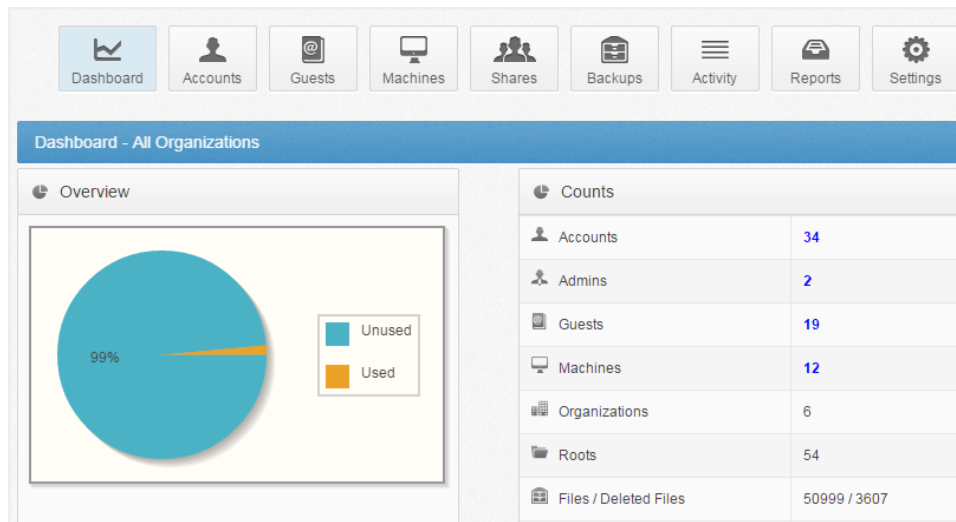 Dashboard Accounts Guests Machines Shares Backups Activity Reports Settings
Dashboard - All Organizations
Overview
99%
Unused
Used
Counts
Accounts 34
Admins 2
Guests 19
Machines 12
Organizations 6
Roots 54
Files / Deleted Files 50999 / 3607